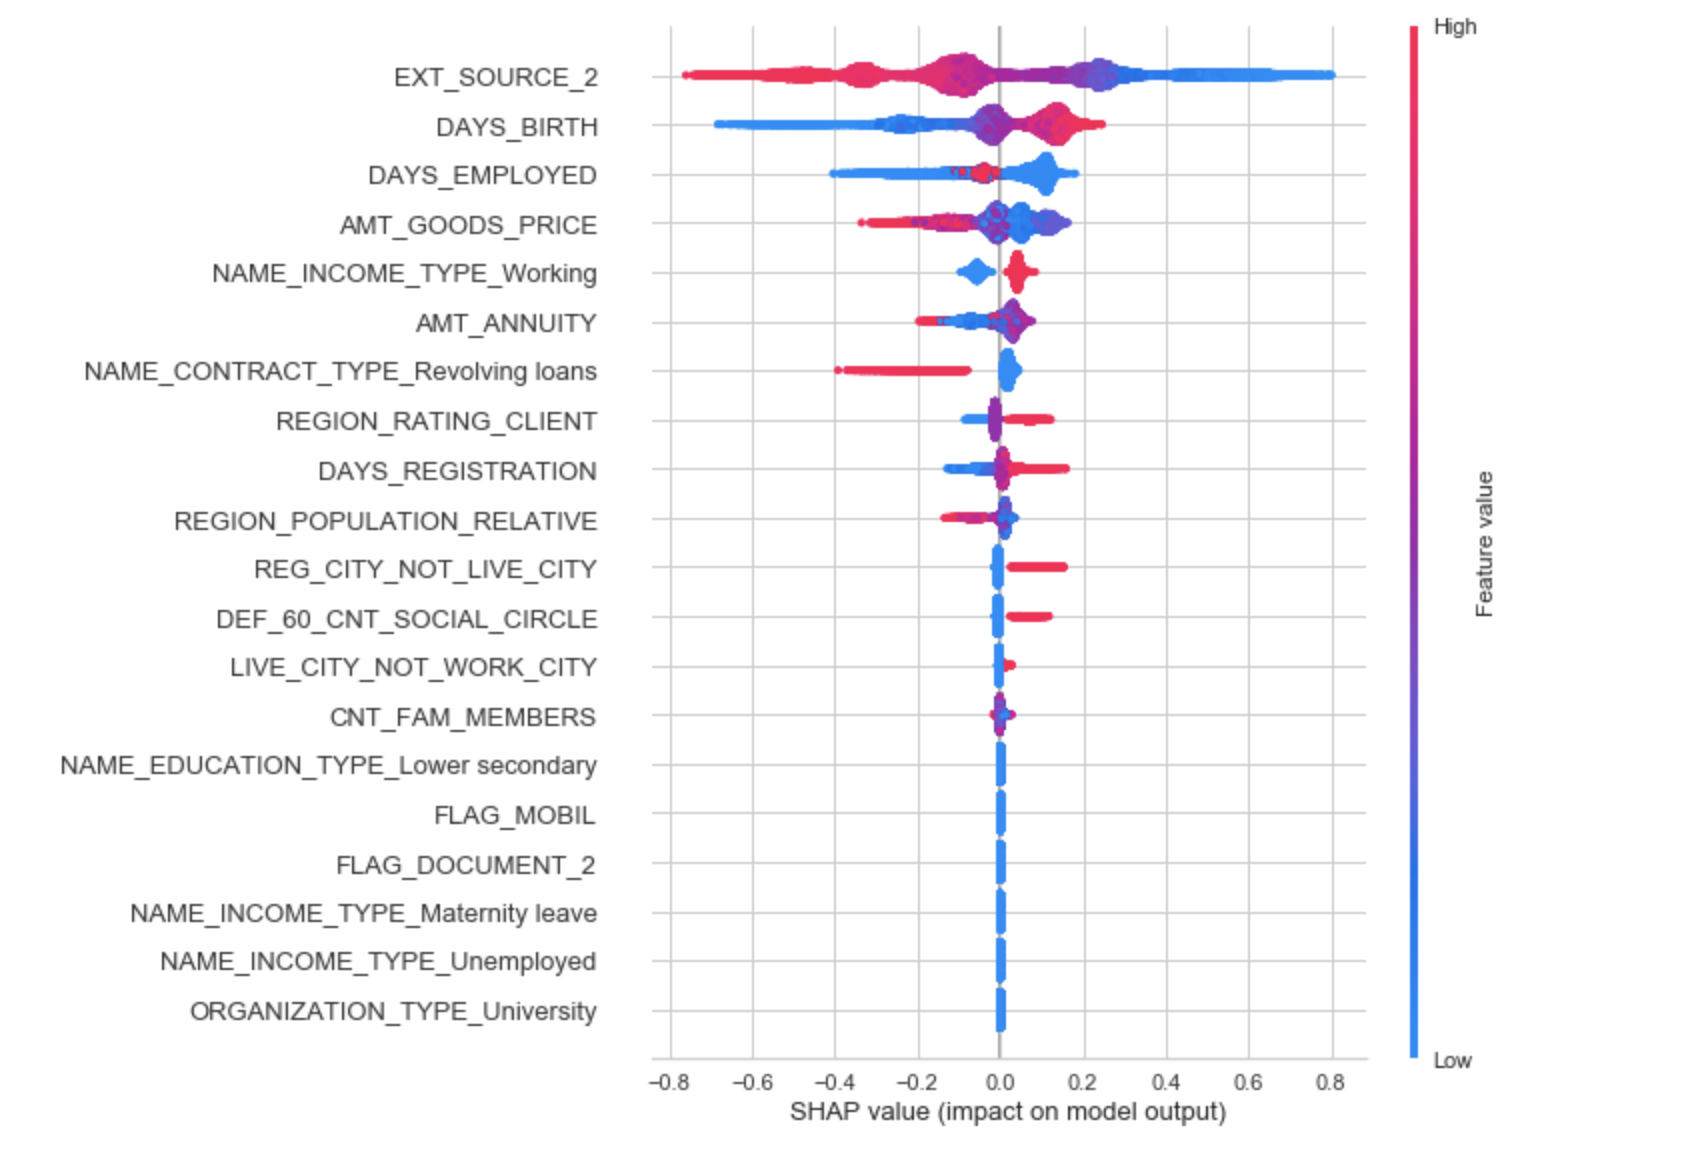 High
EXT_SOURCE_2
DAYS_BIRTH
DAYS_EMPLOYED
AMT_GOODS_PRICE
NAME_INCOME_TYPE_Working
AMT_ANNUITY
NAME_CONTRACT_TYPE_Revolving loans
REGION_RATING_CLIENT
DAYS_REGISTRATION
REGION_POPULATION_RELATIVE
REG_CITY_NOT_LIVE_CITY
DEF_60_CNT_SOCIAL_CIRCLE
LIVE_CITY_NOT_WORK_CITY
CNT_FAM_MEMBERS
NAME_EDUCATION_TYPE_Lower secondary
FLAG_MOBIL
FLAG_DOCUMENT_2
NAME_INCOME_TYPE_Maternity leave
NAME_INCOME_TYPE_Unemployed
ORGANIZATION_TYPE_University
Feature value
Low
−0.8 −0.6 −0.4 −0.2 0.0 0.2 0.4 0.6 0.8
SHAP value (impact on model output)